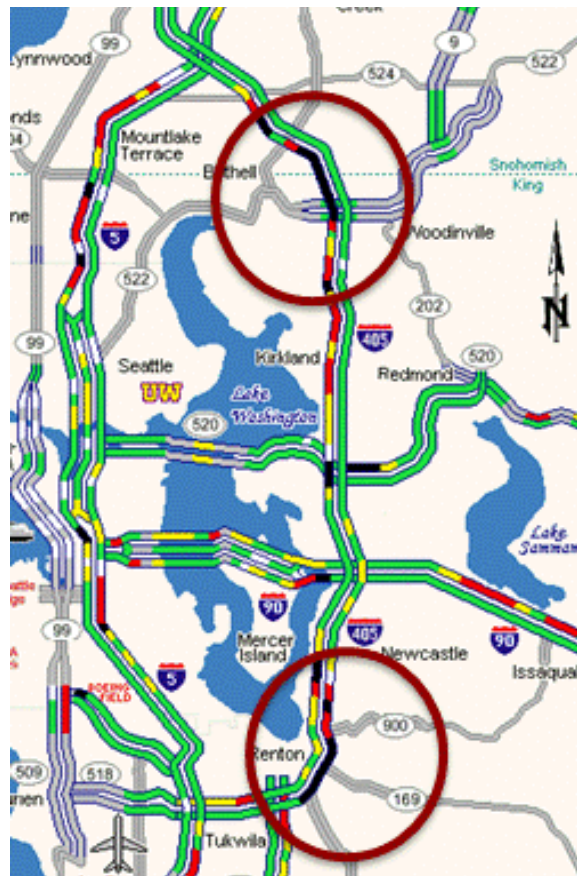 Creek
99
9
Lynnwood
522
524
Mountlake
Terrace
Bothell
Snohomish
King
5
Woodinville
522
N
99
202
405
Seattle
Kirkland
520
UW
Redmond
Lake
Washington
520
Lake
Samman
90
99
Mercer
Island
405
90
Newcastle
Issaqua
5
BOEING
FIELD
900
Renton
509
518
169
Tukwila